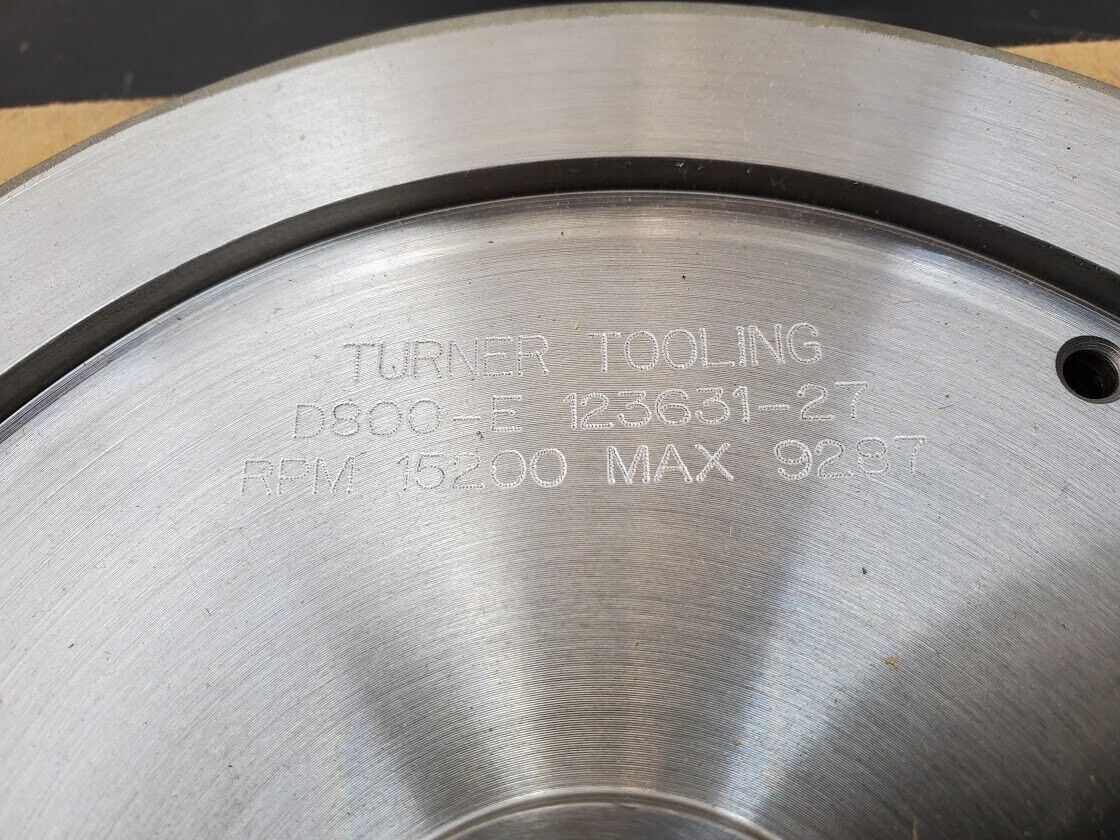 TURNER TOOLING
D800-E 123631-27
RPM 15200 MAX 9287